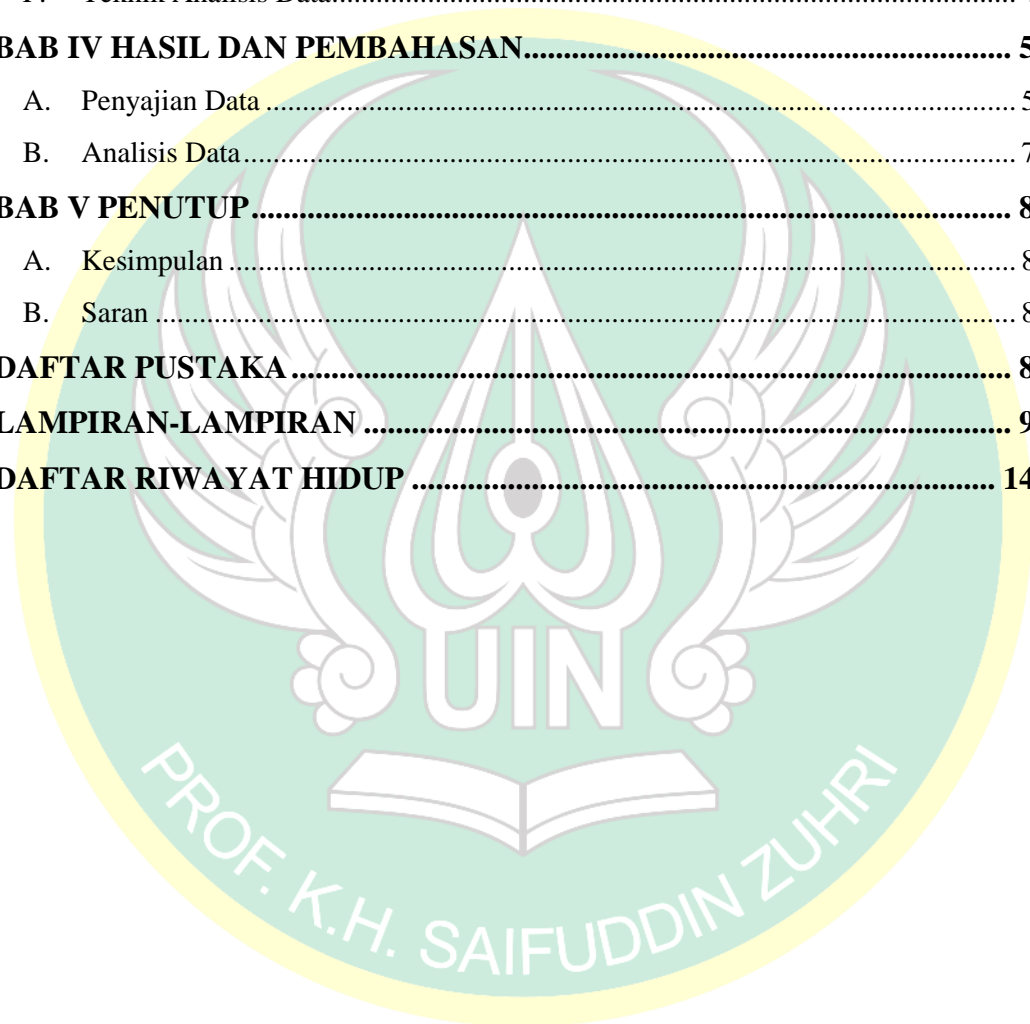 BAB IV HASIL DAN PEMBAHASAN.......... 5
A. Penyajian Data .......... 5
B. Analisis Data .......... 7
BAB V PENUTUP .......... 8
A. Kesimpulan .......... 8
B. Saran .......... 8
DAFTAR PUSTAKA .......... 8
LAMPIRAN-LAMPIRAN .......... 9
DAFTAR RIWAYAT HIDUP .......... 14
UIN
PROF. K.H. SAIFUDDIN ZUHRI